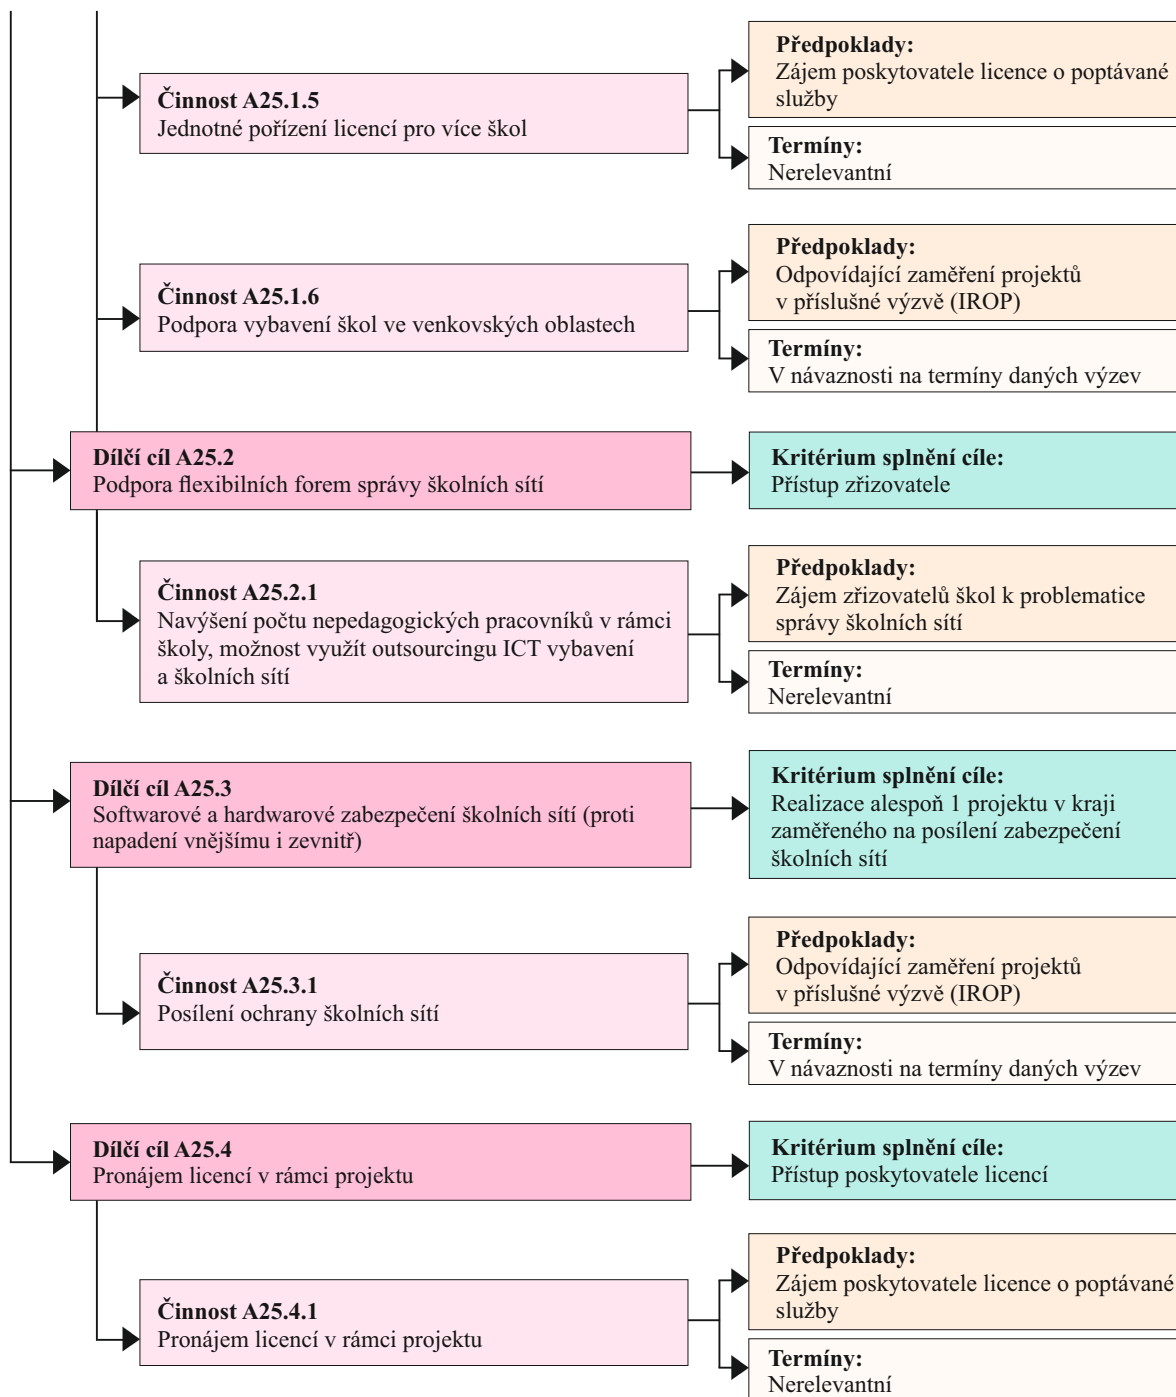 Předpoklady:
Zájem poskytovatele licence o poptávané
služby
Činnost A25.1.5
Jednotné pořízení licencí pro více škol
Termíny:
Nerelevantní
Předpoklady:
Odpovídající zaměření projektů
v příslušné výzvě (IROP)
Činnost A25.1.6
Podpora vybavení škol ve venkovských oblastech
Termíny:
V návaznosti na termíny daných výzev
Dílčí cíl A25.2
Podpora flexibilních forem správy školních sítí
Kritérium splnění cíle:
Přístup zřizovatele
Předpoklady:
Zájem zřizovatelů škol k problematice
správy školních sítí
Činnost A25.2.1
Navýšení počtu nepedagogických pracovníků v rámci
školy, možnost využít outsourcingu ICT vybavení
a školních sítí
Termíny:
Nerelevantní
Dílčí cíl A25.3
Softwarové a hardwarové zabezpečení školních sítí (proti
napadení vnějšímu i zevnitř)
Kritérium splnění cíle:
Realizace alespoň 1 projektu v kraji
zaměřeného na posílení zabezpečení
školních sítí
Předpoklady:
Odpovídající zaměření projektů
v příslušné výzvě (IROP)
Činnost A25.3.1
Posílení ochrany školních sítí
Termíny:
V návaznosti na termíny daných výzev
Dílčí cíl A25.4
Pronájem licencí v rámci projektu
Kritérium splnění cíle:
Přístup poskytovatele licencí
Předpoklady:
Zájem poskytovatele licence o poptávané
služby
Činnost A25.4.1
Pronájem licencí v rámci projektu
Termíny:
Nerelevantní